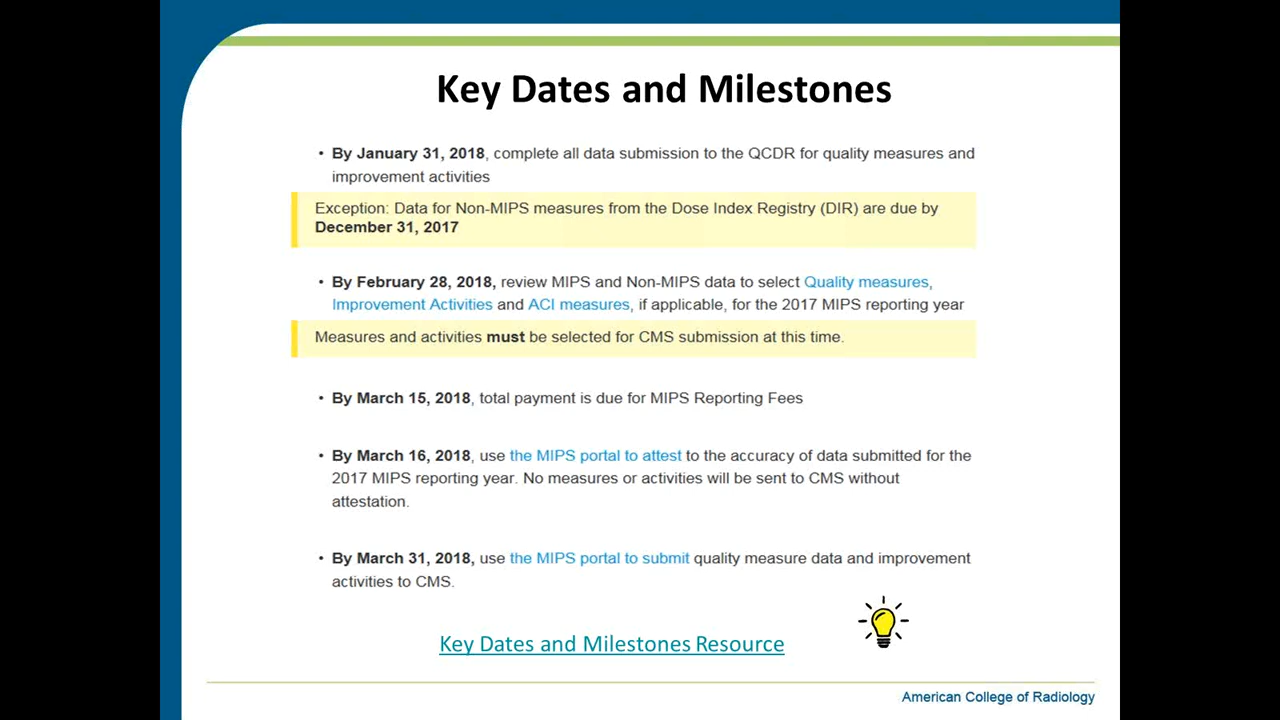 Key Dates and Milestones
• By January 31, 2018, complete all data submission to the QCDR for quality measures and
improvement activities
Exception: Data for Non-MIPS measures from the Dose Index Registry (DIR) are due by
December 31, 2017
• By February 28, 2018, review MIPS and Non-MIPS data to select Quality measures,
Improvement Activities and ACI measures, if applicable, for the 2017 MIPS reporting year
Measures and activities must be selected for CMS submission at this time.
• By March 15, 2018, total payment is due for MIPS Reporting Fees
• By March 16, 2018, use the MIPS portal to attest to the accuracy of data submitted for the
2017 MIPS reporting year. No measures or activities will be sent to CMS without
attestation.
• By March 31, 2018, use the MIPS portal to submit quality measure data and improvement
activities to CMS.
Key Dates and Milestones Resource
American College of Radiology